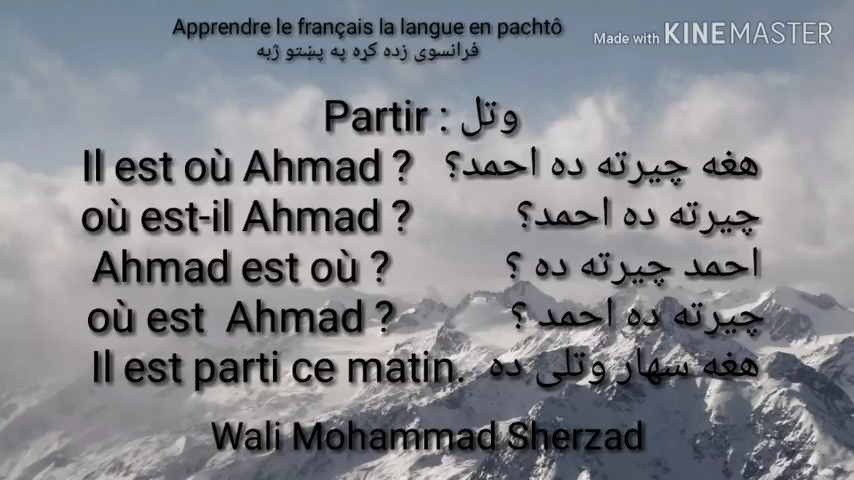 Apprendre le français la langue en pachtô
Made with KINEMASTER
فرانسوی زده کړه په پښتو ژبه
Partir : وتل
Il est où Ahmad ? هغه چیرته ده احمد؟
où est-il Ahmad ? چیرته ده احمد؟
Ahmad est où ? احمد چیرته ده ؟
où est Ahmad ? چیرته ده احمد ؟
Il est parti ce matin. هغه سهار وتلی ده
Wali Mohammad Sherzad